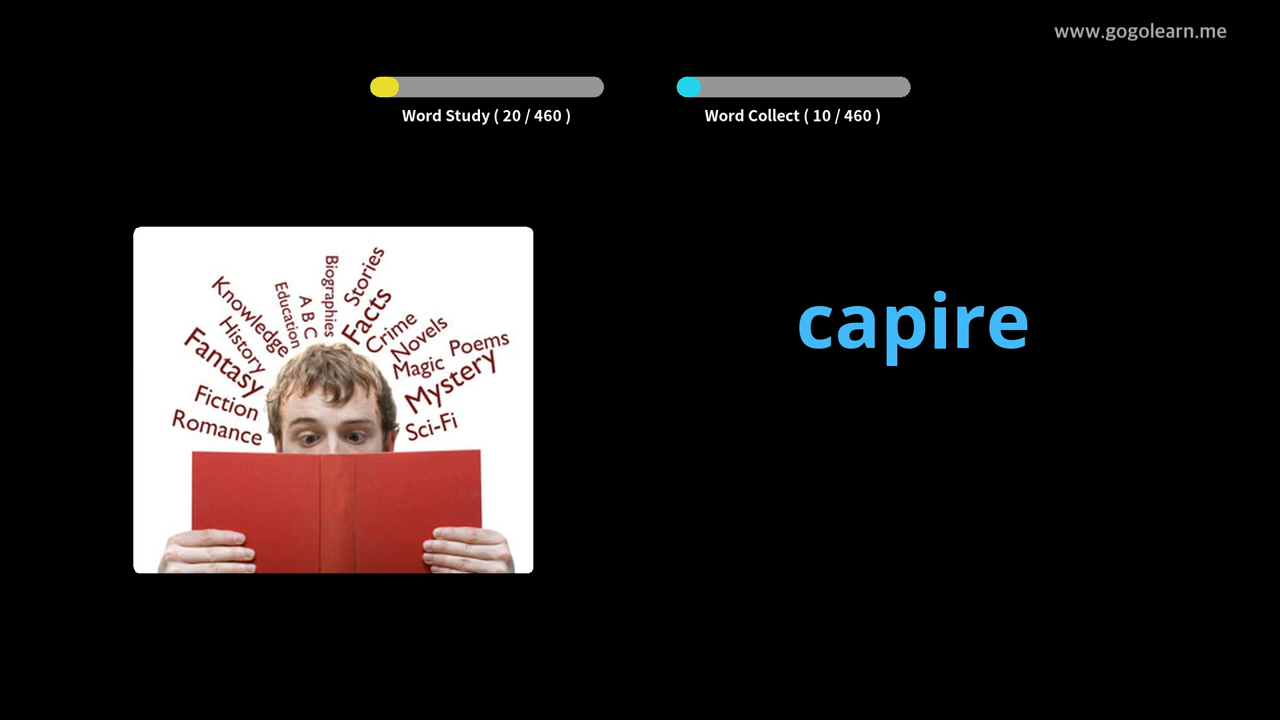 www.gogolearn.me
Word Study ( 20 / 460 )
Word Collect ( 10 / 460 )
capire
Biographies
Stories
Education
A B C
Facts
Knowledge
Crime
History
Novels
Poems
Fantasy
Magic
Mystery
Fiction
Romance
Sci-Fi